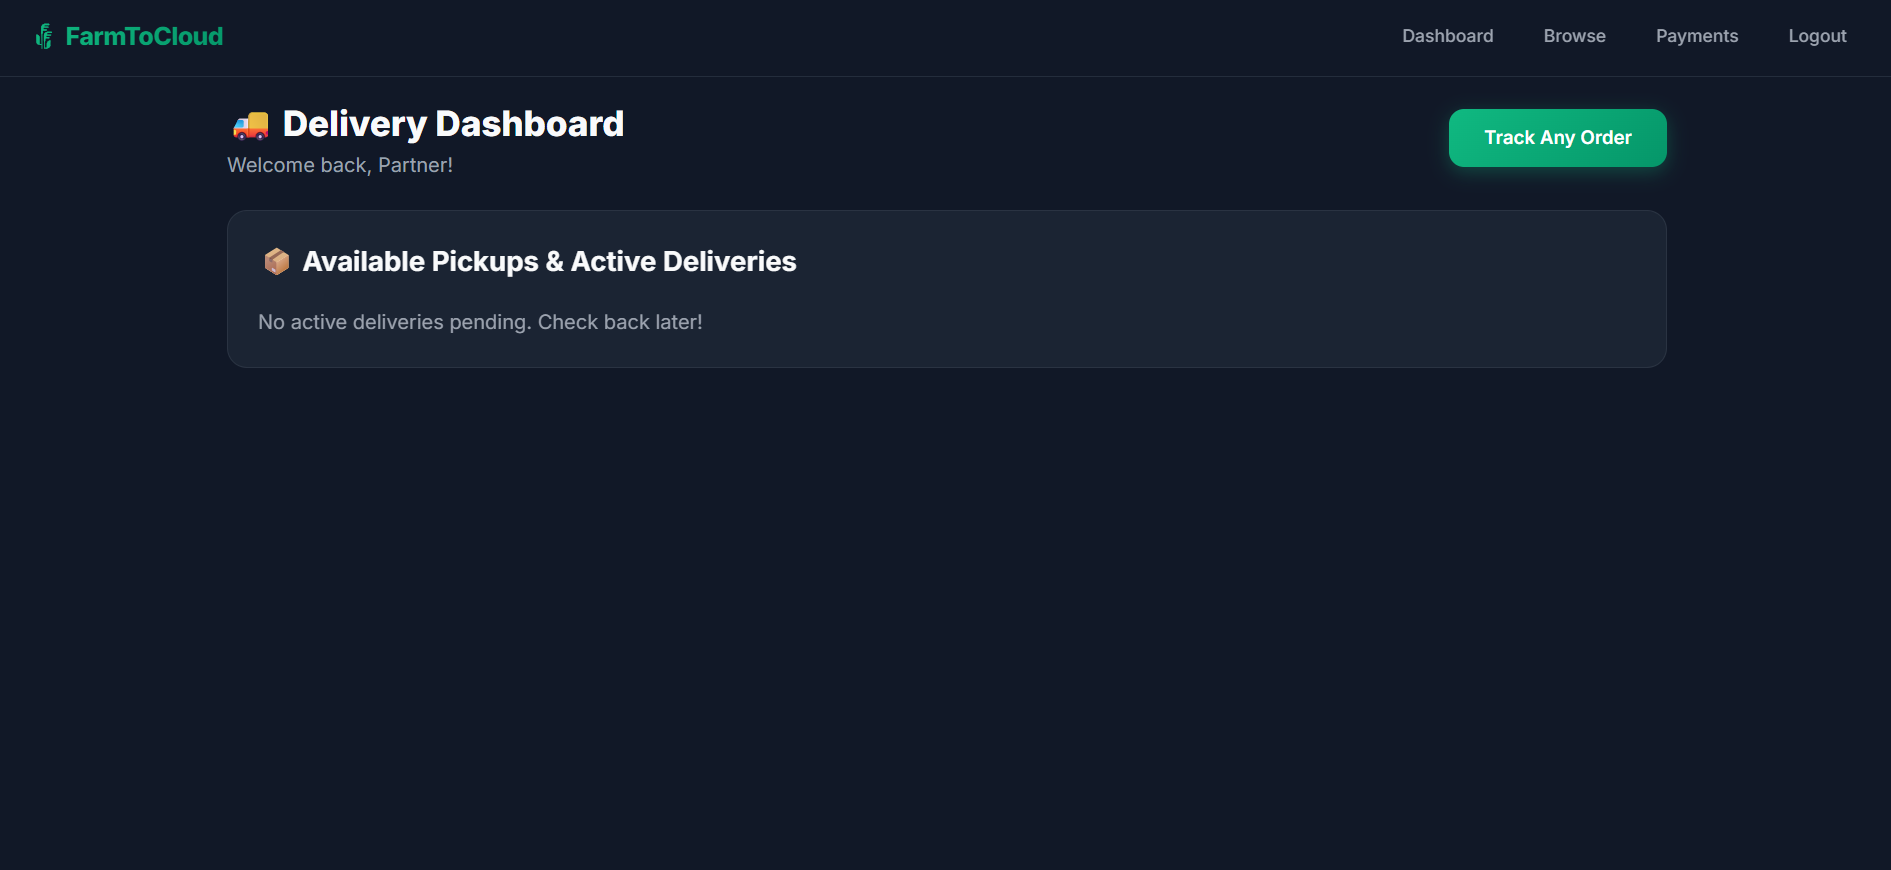 FarmToCloud
Dashboard Browse Payments Logout
Delivery Dashboard
Welcome back, Partner!
Track Any Order
Available Pickups & Active Deliveries
No active deliveries pending. Check back later!